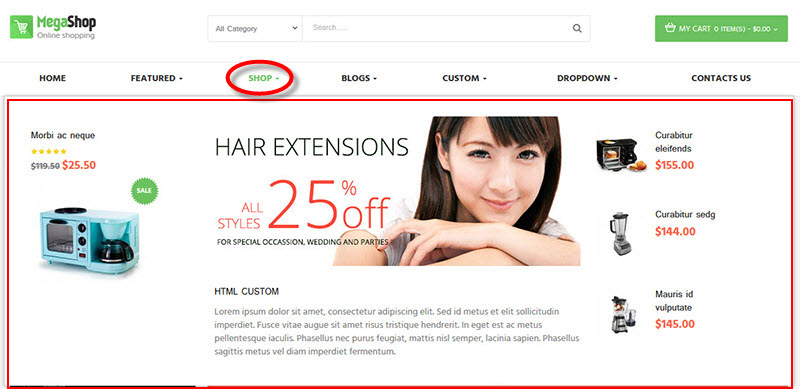 MegaShop
Online shopping
All Category
Search......
MY CART 0 ITEM(S) - $0.00
HOME
FEATURED
SHOP
BLOGS
CUSTOM
DROPDOWN
CONTACTS US
Morbi ac neque
$119.50 $25.50
SALE
HAIR EXTENSIONS
ALL STYLES 25% off
FOR SPECIAL OCCASSION, WEDDING AND PARTIES
HTML CUSTOM
Lorem ipsum dolor sit amet, consectetur adipiscing elit. Sed id metus et elit sollicitudin
imperdiet. Fusce vitae augue sit amet risus tristique hendrerit. In eget est ac metus
pellentesque iaculis. Phasellus nec purus feugiat, mattis nisl semper, lacinia sapien. Phasellus
sagittis metus vel diam imperdiet fermentum.
Curabitur
eleifends
$155.00
Curabitur sedg
$144.00
Mauris id
vulputate
$145.00